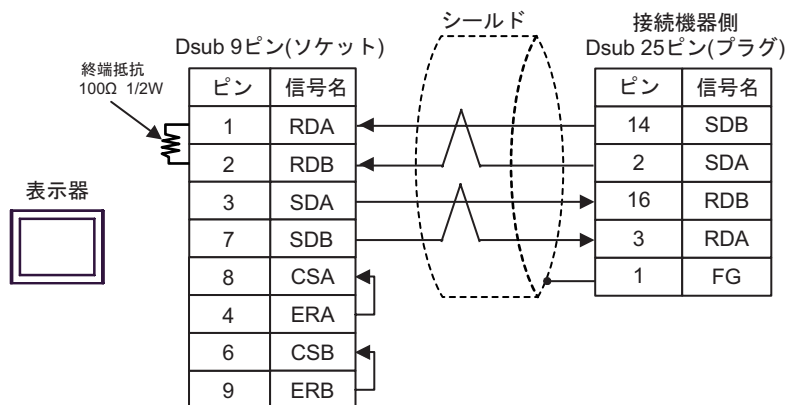 シールド
接続機器側
Dsub 9ピン(ソケット)
Dsub 25ピン(プラグ)
終端抵抗
100Ω 1/2W
ピン 信号名
1 RDA
2 RDB
3 SDA
7 SDB
8 CSA
4 ERA
6 CSB
9 ERB
表示器
ピン 信号名
14 SDB
2 SDA
16 RDB
3 RDA
1 FG